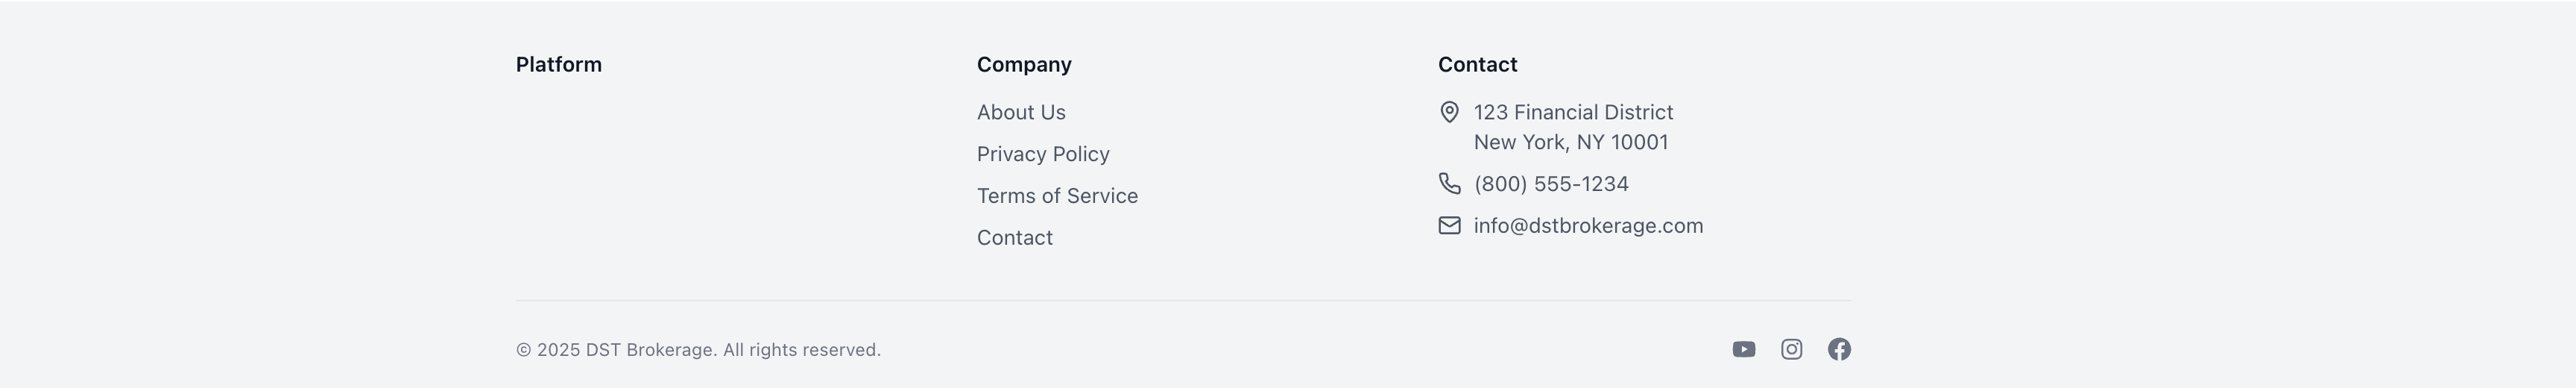 Platform
Company
About Us
Privacy Policy
Terms of Service
Contact
Contact
123 Financial District
New York, NY 10001
(800) 555-1234
info@dstbrokerage.com
© 2025 DST Brokerage. All rights reserved.